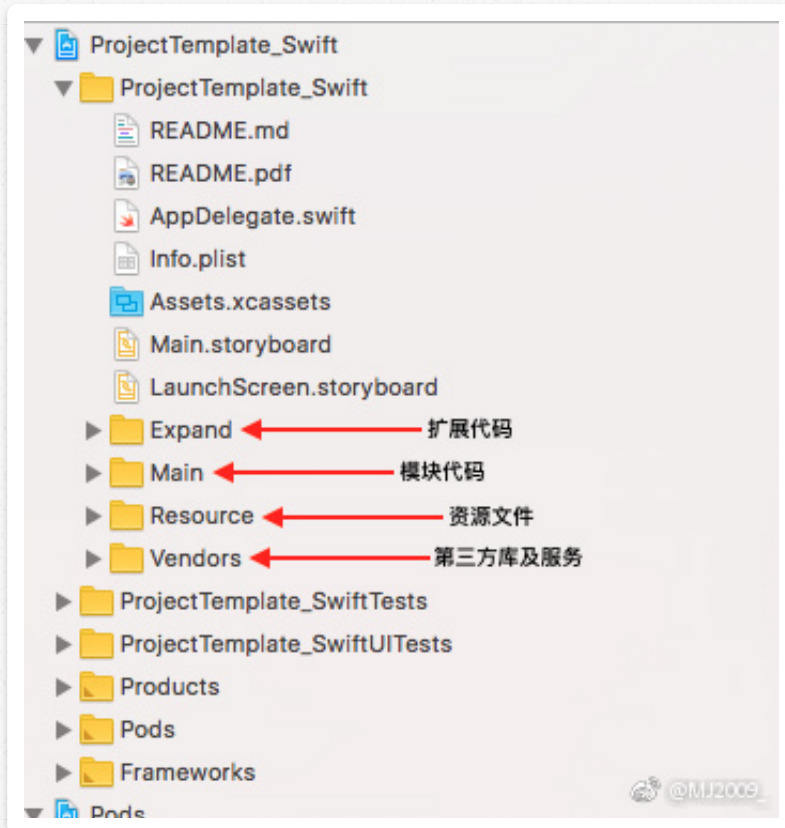 ProjectTemplate_Swift
ProjectTemplate_Swift
README.md
README.pdf
AppDelegate.swift
Info.plist
Assets.xcassets
Main.storyboard
LaunchScreen.storyboard
Expand 扩展代码
Main 模块代码
Resource 资源文件
Vendors 第三方库及服务
ProjectTemplate_SwiftTests
ProjectTemplate_SwiftUITests
Products
Pods
Frameworks
@MJ2009_
Pods